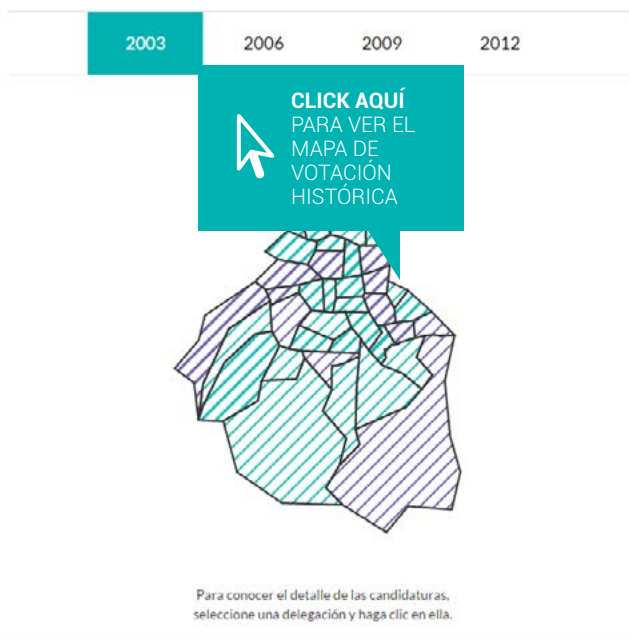 2003 2006 2009 2012
CLICK AQUÍ
PARA VER EL
MAPA DE
VOTACIÓN
HISTÓRICA
Para conocer el detalle de las candidaturas,
seleccione una delegación y haga clic en ella.